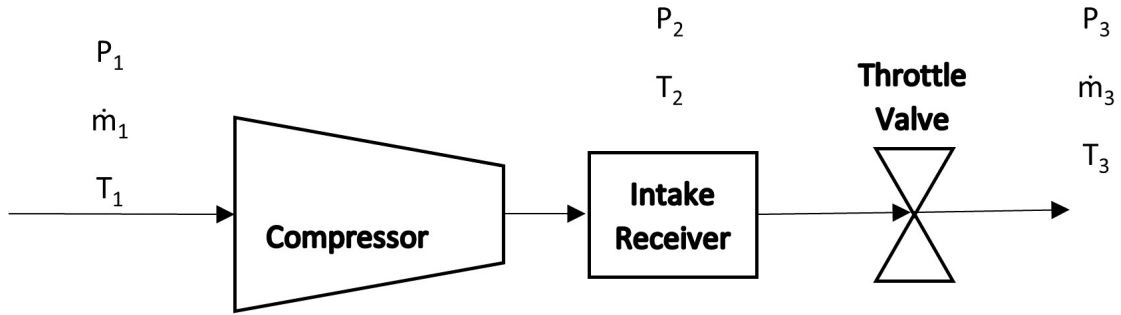 P₁
ṁ₁
T₁
Compressor
P₂
T₂
Intake
Receiver
Throttle
Valve
P₃
ṁ₃
T₃